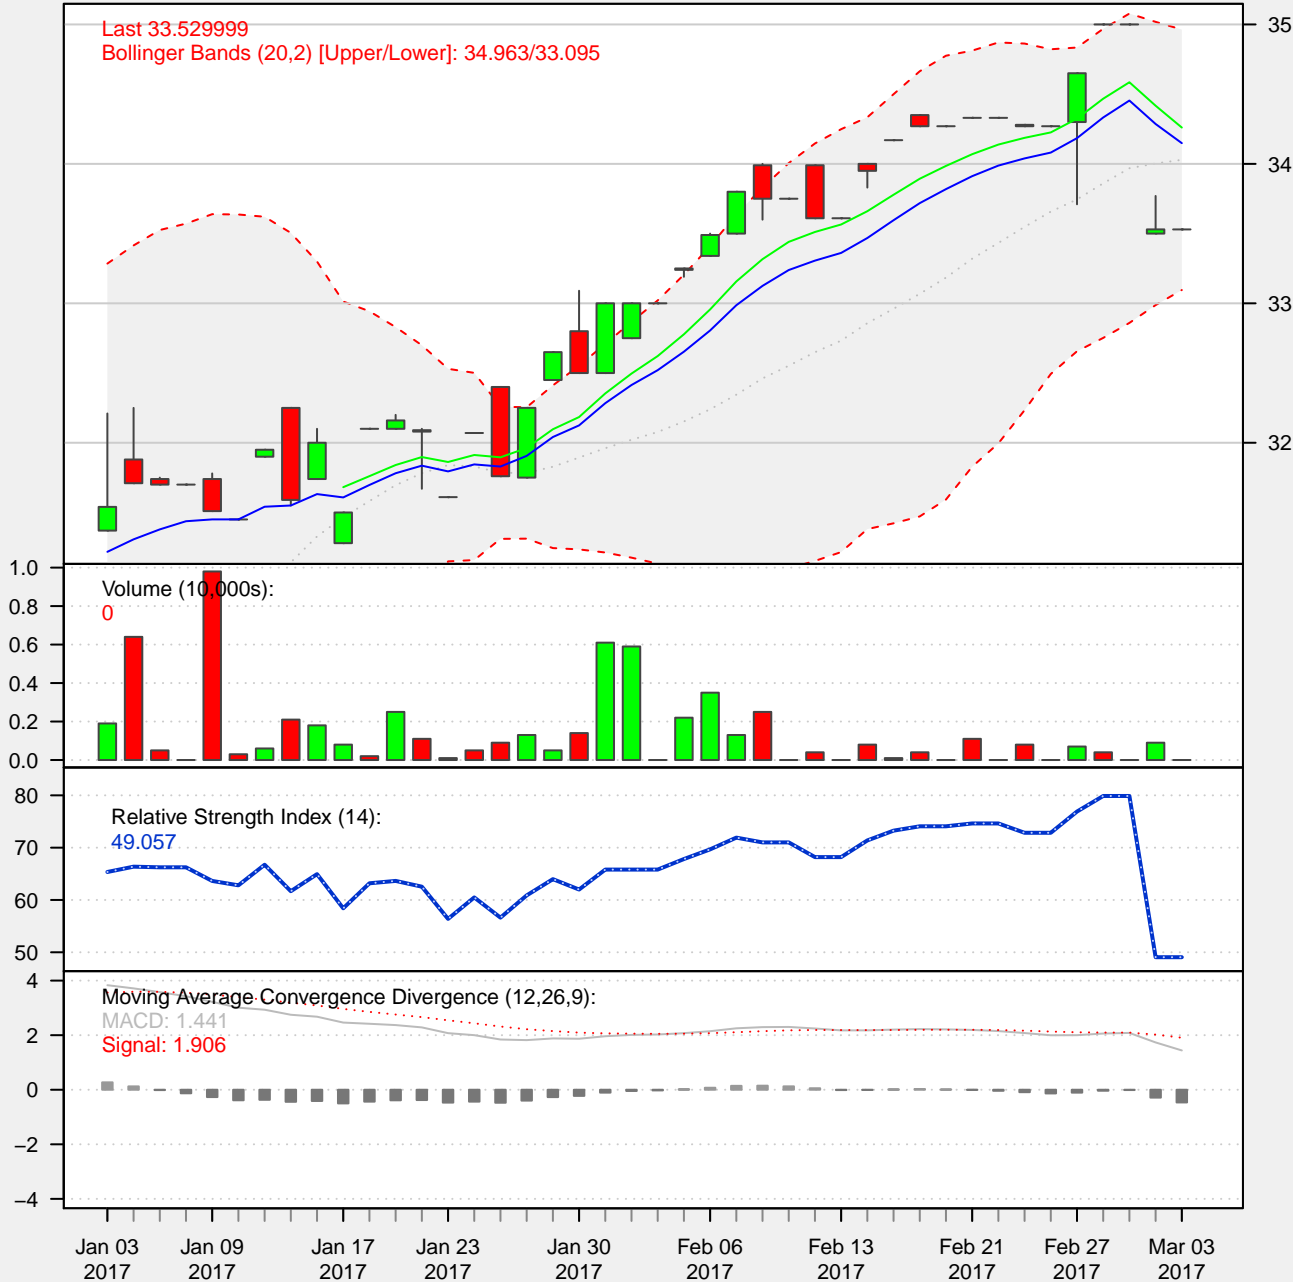 Last 33.529999
Bollinger Bands (20,2) [Upper/Lower]: 34.963/33.095
35
34
33
32
Volume (10,000s):
0
1.0
0.8
0.6
0.4
0.2
0.0
Relative Strength Index (14):
49.057
80
70
60
50
Moving Average Convergence Divergence (12,26,9):
MACD: 1.441
Signal: 1.906
4
2
0
−2
−4
Jan 03 Jan 09 Jan 17 Jan 23 Jan 30 Feb 06 Feb 13 Feb 21 Feb 27 Mar 03
2017 2017 2017 2017 2017 2017 2017 2017 2017 2017